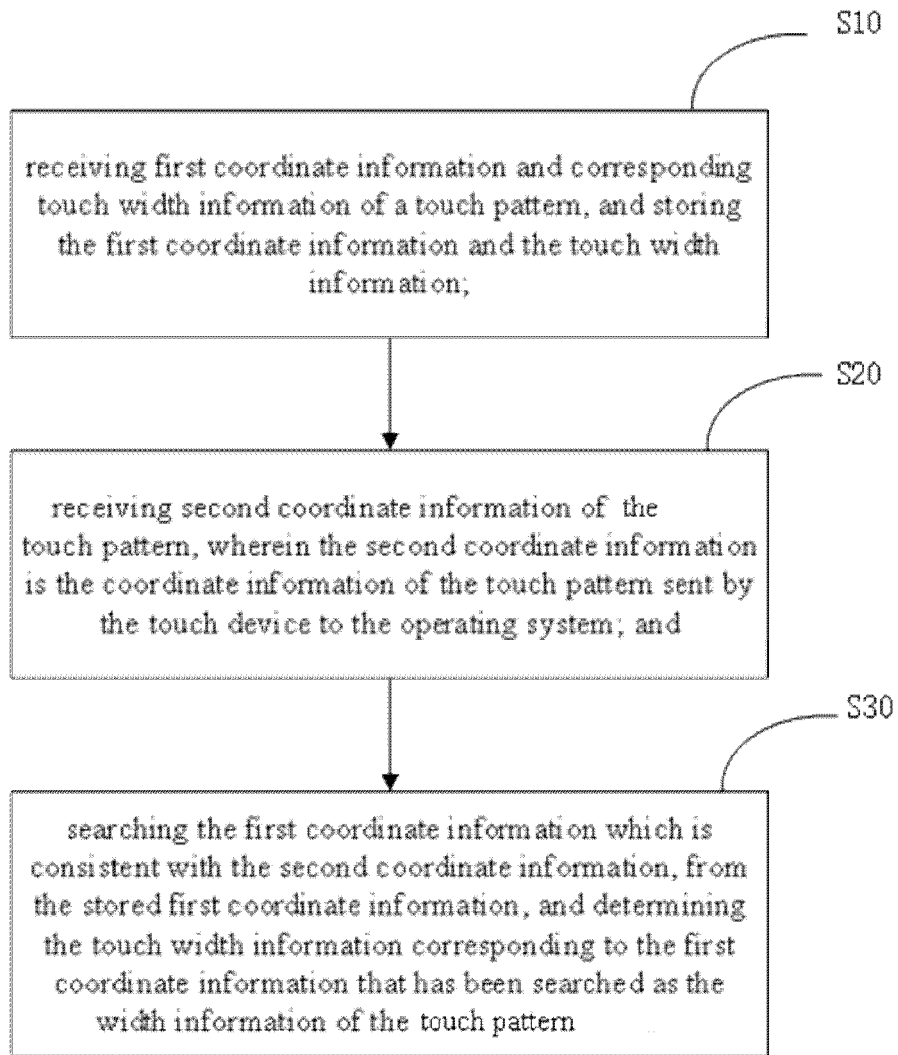 S10
receiving first coordinate information and corresponding
touch width information of a touch pattern, and storing
the first coordinate information and the touch width
information;
S20
receiving second coordinate information of the
touch pattern, wherein the second coordinate information
is the coordinate information of the touch pattern sent by
the touch device to the operating system; and
S30
searching the first coordinate information which is
consistent with the second coordinate information, from
the stored first coordinate information, and determining
the touch width information corresponding to the first
coordinate information that has been searched as the
width information of the touch pattern